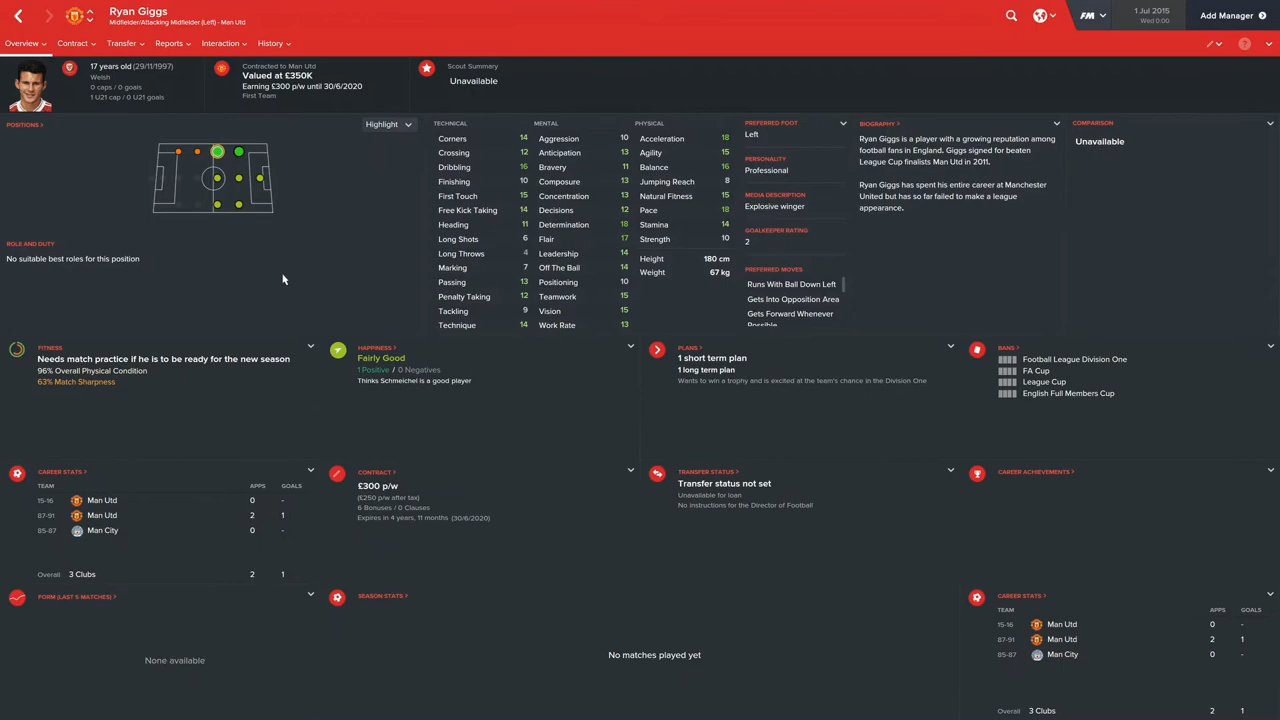 Ryan Giggs
Midfielder/Attacking Midfielder (Left) - Man Utd
FM
1 Jul 2015
Wed 0:00
Add Manager
Overview
Contract
Transfer
Reports
Interaction
History
17 years old (29/11/1997)
Welsh
0 caps / 0 goals
1 U21 cap / 0 U21 goals
Contracted to Man Utd
Valued at £350K
Earning £300 p/w until 30/6/2020
First Team
Scout Summary
Unavailable
POSITIONS >
Highlight
ROLE AND DUTY
No suitable best roles for this position
TECHNICAL
Corners 14
Crossing 12
Dribbling 16
Finishing 10
First Touch 15
Free Kick Taking 14
Heading 11
Long Shots 6
Long Throws 4
Marking 7
Passing 13
Penalty Taking 12
Tackling 9
Technique 14
MENTAL
Aggression 10
Anticipation 13
Bravery 11
Composure 13
Concentration 13
Decisions 12
Determination 18
Flair 17
Leadership 14
Off The Ball 14
Positioning 10
Teamwork 15
Vision 15
Work Rate 13
PHYSICAL
Acceleration 18
Agility 15
Balance 16
Jumping Reach 8
Natural Fitness 15
Pace 18
Stamina 14
Strength 10
Height 180 cm
Weight 67 kg
PREFERRED FOOT
Left
PERSONALITY
Professional
MEDIA DESCRIPTION
Explosive winger
GOALKEEPER RATING
2
PREFERRED MOVES
Runs With Ball Down Left
Gets Into Opposition Area
Gets Forward Whenever
Possible
BIOGRAPHY >
Ryan Giggs is a player with a growing reputation among
football fans in England. Giggs signed for beaten
League Cup finalists Man Utd in 2011.
Ryan Giggs has spent his entire career at Manchester
United but has so far failed to make a league
appearance.
COMPARISON
Unavailable
FITNESS
Needs match practice if he is to be ready for the new season
96% Overall Physical Condition
63% Match Sharpness
HAPPINESS >
Fairly Good
1 Positive / 0 Negatives
Thinks Schmeichel is a good player
PLANS >
1 short term plan
1 long term plan
Wants to win a trophy and is excited at the team's chance in the Division One
BANS >
Football League Division One
FA Cup
League Cup
English Full Members Cup
CAREER STATS >
TEAM APPS GOALS
15-16 Man Utd 0 -
87-91 Man Utd 2 1
85-87 Man City 0 -
Overall 3 Clubs 2 1
CONTRACT >
£300 p/w
(£250 p/w after tax)
6 Bonuses / 0 Clauses
Expires in 4 years, 11 months (30/6/2020)
TRANSFER STATUS >
Transfer status not set
Unavailable for loan
No instructions for the Director of Football
CAREER ACHIEVEMENTS >
FORM (LAST 5 MATCHES) >
None available
SEASON STATS >
No matches played yet
CAREER STATS >
TEAM APPS GOALS
15-16 Man Utd 0 -
87-91 Man Utd 2 1
85-87 Man City 0 -
Overall 3 Clubs 2 1